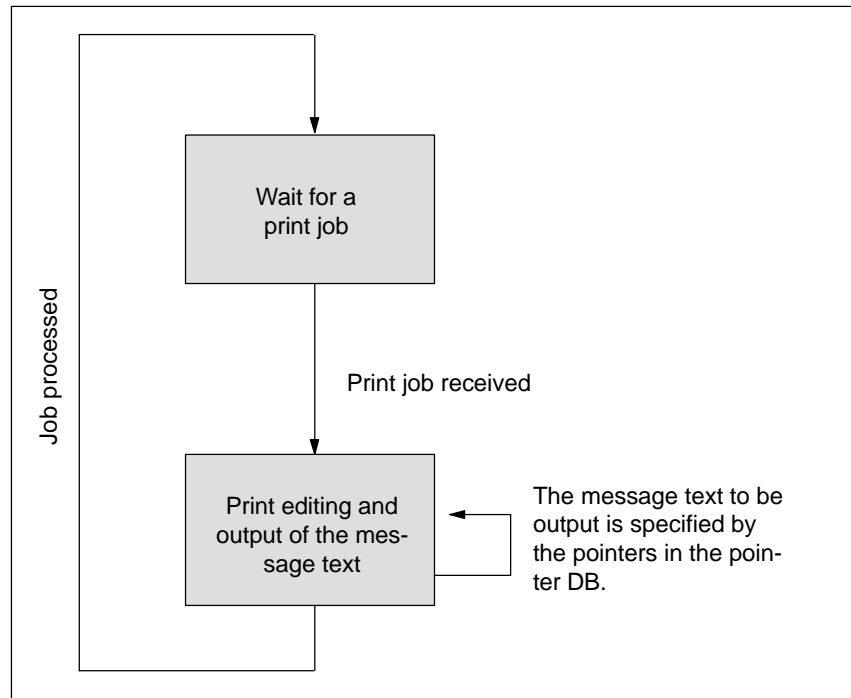 Wait for a
print job
Job processed
Print job received
Print editing and
output of the mes-
sage text
The message text to be
output is specified by
the pointers in the poin-
ter DB.